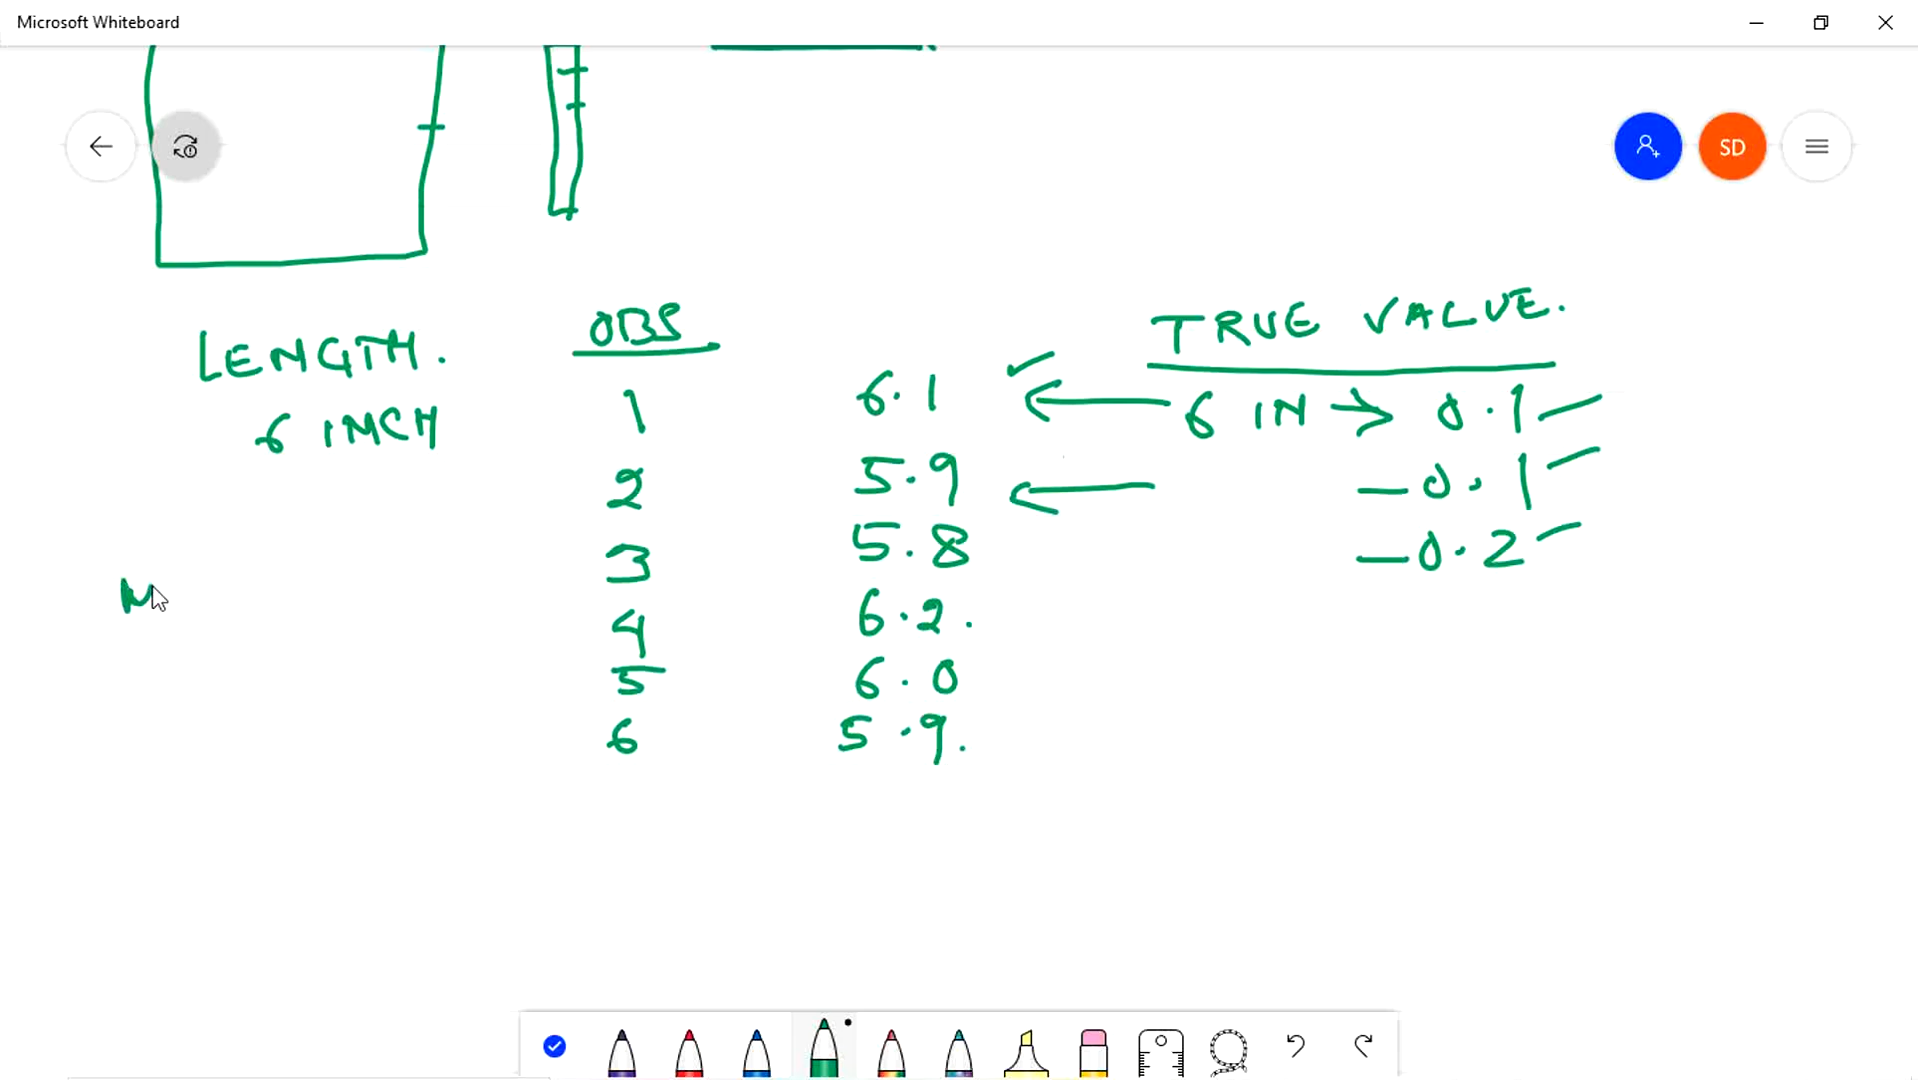 Microsoft Whiteboard
SD
LENGTH.
6 INCH
OBS
1 6.1
2 5.9
3 5.8
4 6.2.
5 6.0
6 5.9.
TRUE VALUE.
6 IN → 0.1
-0.1
-0.2